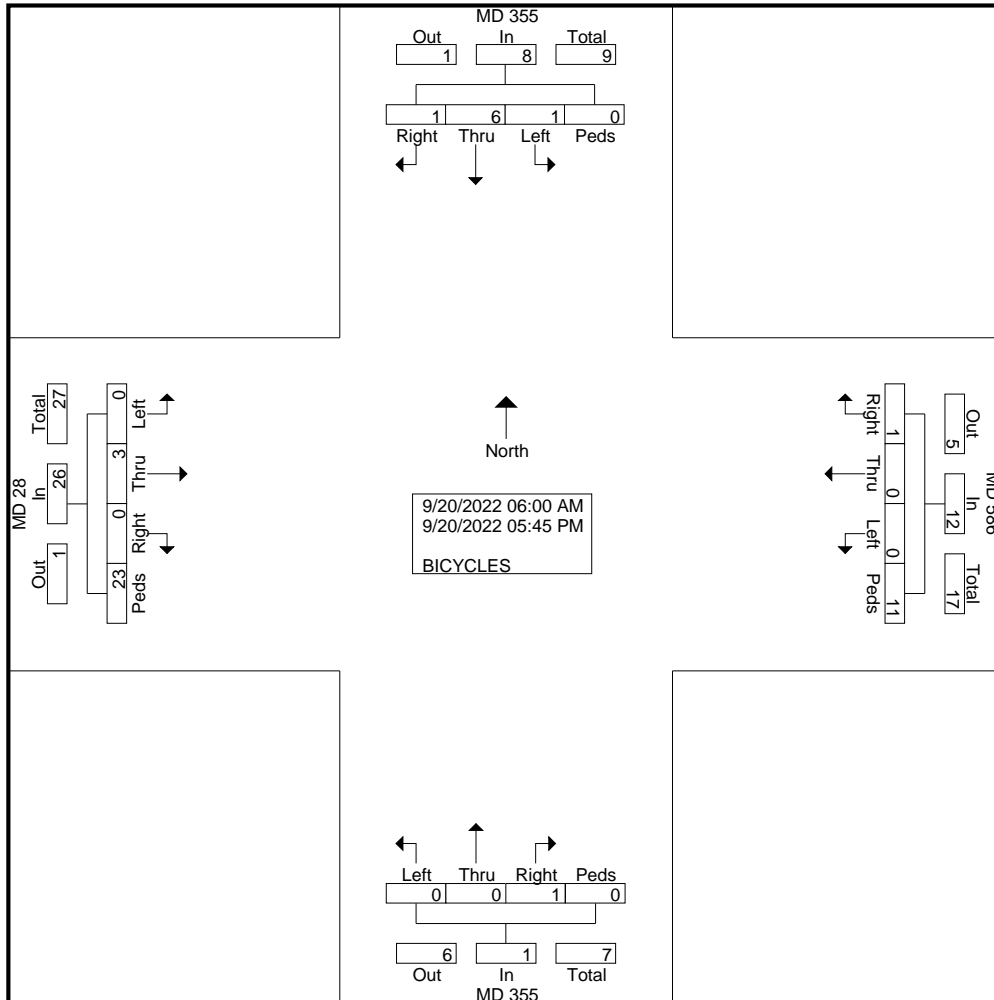 MD 355
Out In Total
1 8 9
1 6 1 0
Right Thru Left Peds
MD 28
Total In Out
27 26 1
0 3 0 23
Left Thru Right Peds
North
9/20/2022 06:00 AM
9/20/2022 05:45 PM
BICYCLES
Right Thru Left Peds
1 0 0 11
5 12 17
Out In Total
MD 586
Left Thru Right Peds
0 0 1 0
6 1 7
Out In Total
MD 355